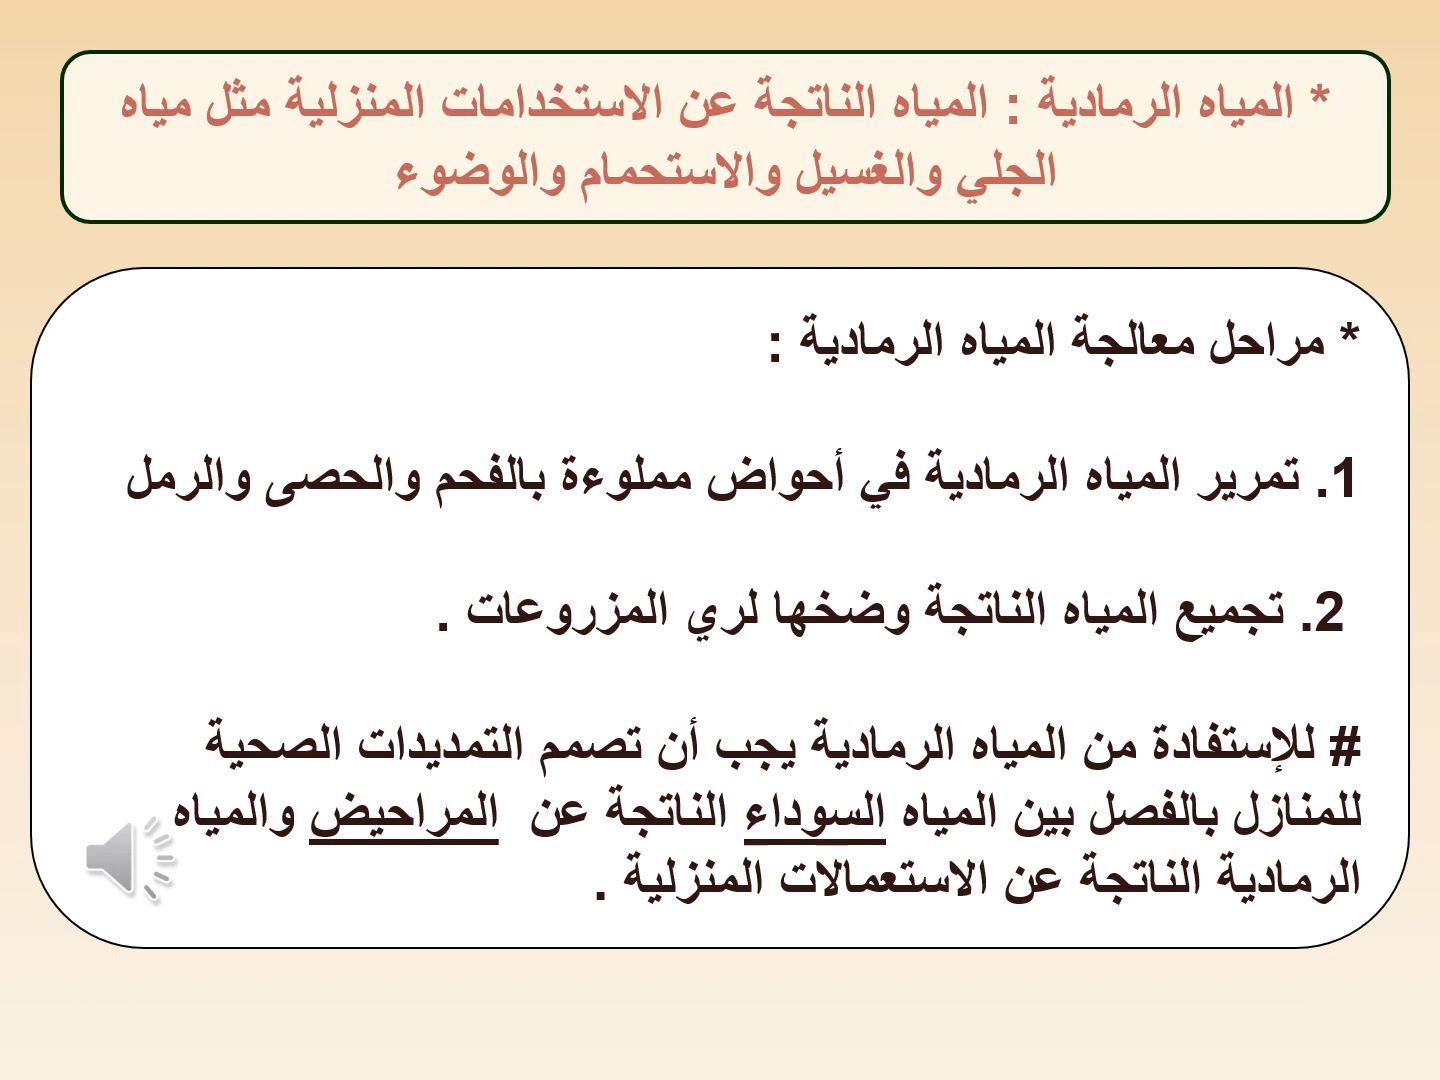 * المياه الرمادية : المياه الناتجة عن الاستخدامات المنزلية مثل مياه
الجلي والغسيل والاستحمام والوضوء
* مراحل معالجة المياه الرمادية :
1. تمرير المياه الرمادية في أحواض مملوءة بالفحم والحصى والرمل
2. تجميع المياه الناتجة وضخها لري المزروعات .
# للإستفادة من المياه الرمادية يجب أن تصمم التمديدات الصحية
للمنازل بالفصل بين المياه السوداء الناتجة عن المراحيض والمياه
الرمادية الناتجة عن الاستعمالات المنزلية .